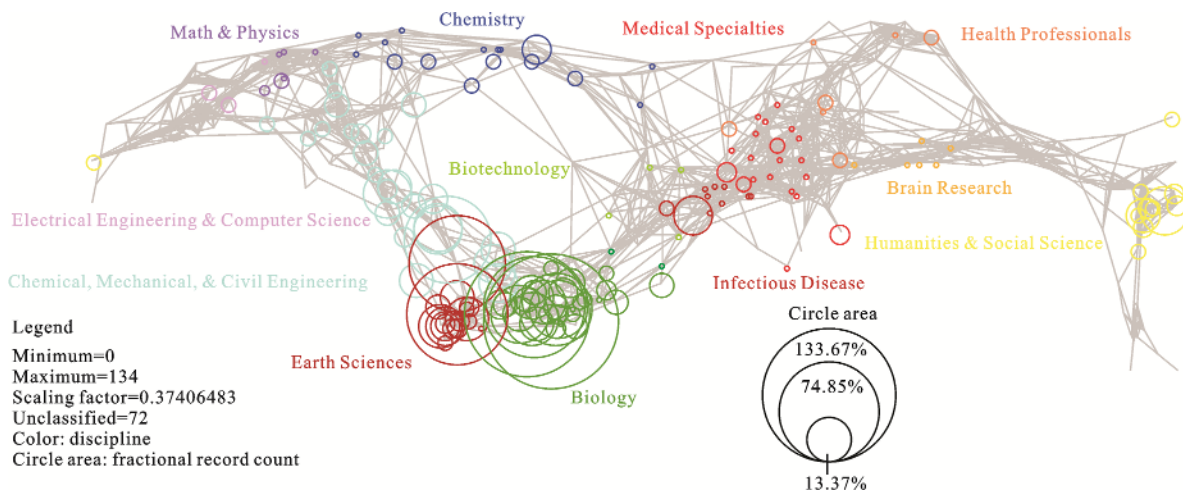 Math & Physics
Chemistry
Medical Specialties
Health Professionals
Biotechnology
Brain Research
Electrical Engineering & Computer Science
Humanities & Social Science
Chemical, Mechanical, & Civil Engineering
Infectious Disease
Earth Sciences
Biology
Legend
Minimum=0
Maximum=134
Scaling factor=0.37406483
Unclassified=72
Color: discipline
Circle area: fractional record count
Circle area
133.67%
74.85%
13.37%